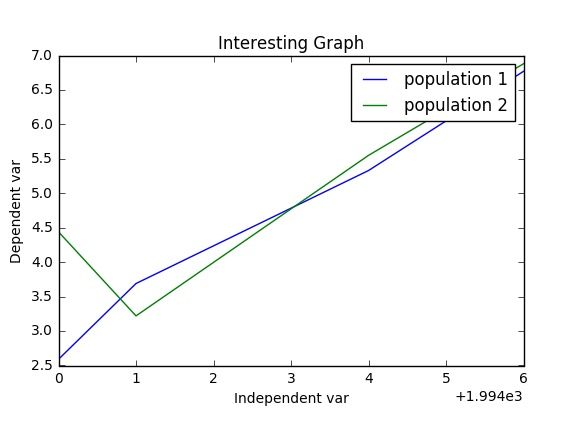 Interesting Graph
population 1
population 2
Dependent var
7.0
6.5
6.0
5.5
5.0
4.5
4.0
3.5
3.0
2.5
0 1 2 3 4 5 6
Independent var
+1.994e3